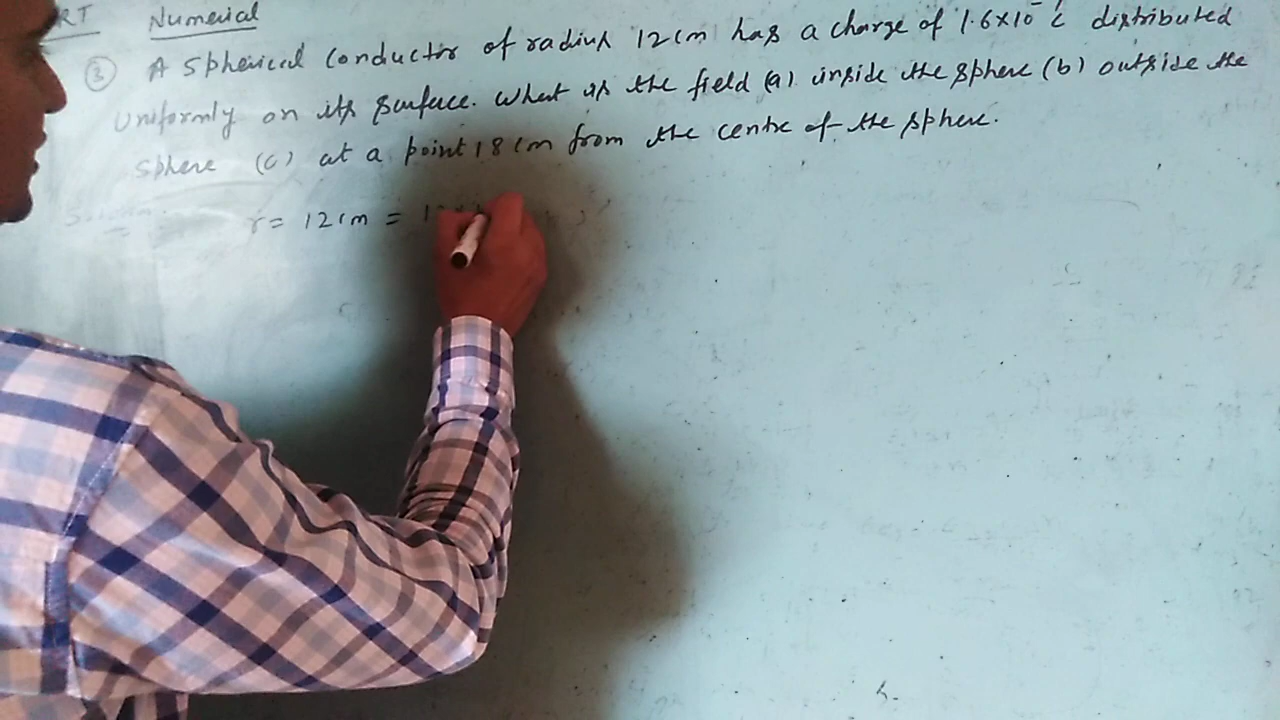 RT Numerical
③ A Spherical Conductor of radius 12cm has a charge of 1.6×10⁻⁷C distributed
Uniformly on its surface. What is the field (a) inside the sphere (b) outside the
sphere (c) at a point 18cm from the centre of the sphere.
r = 12cm =